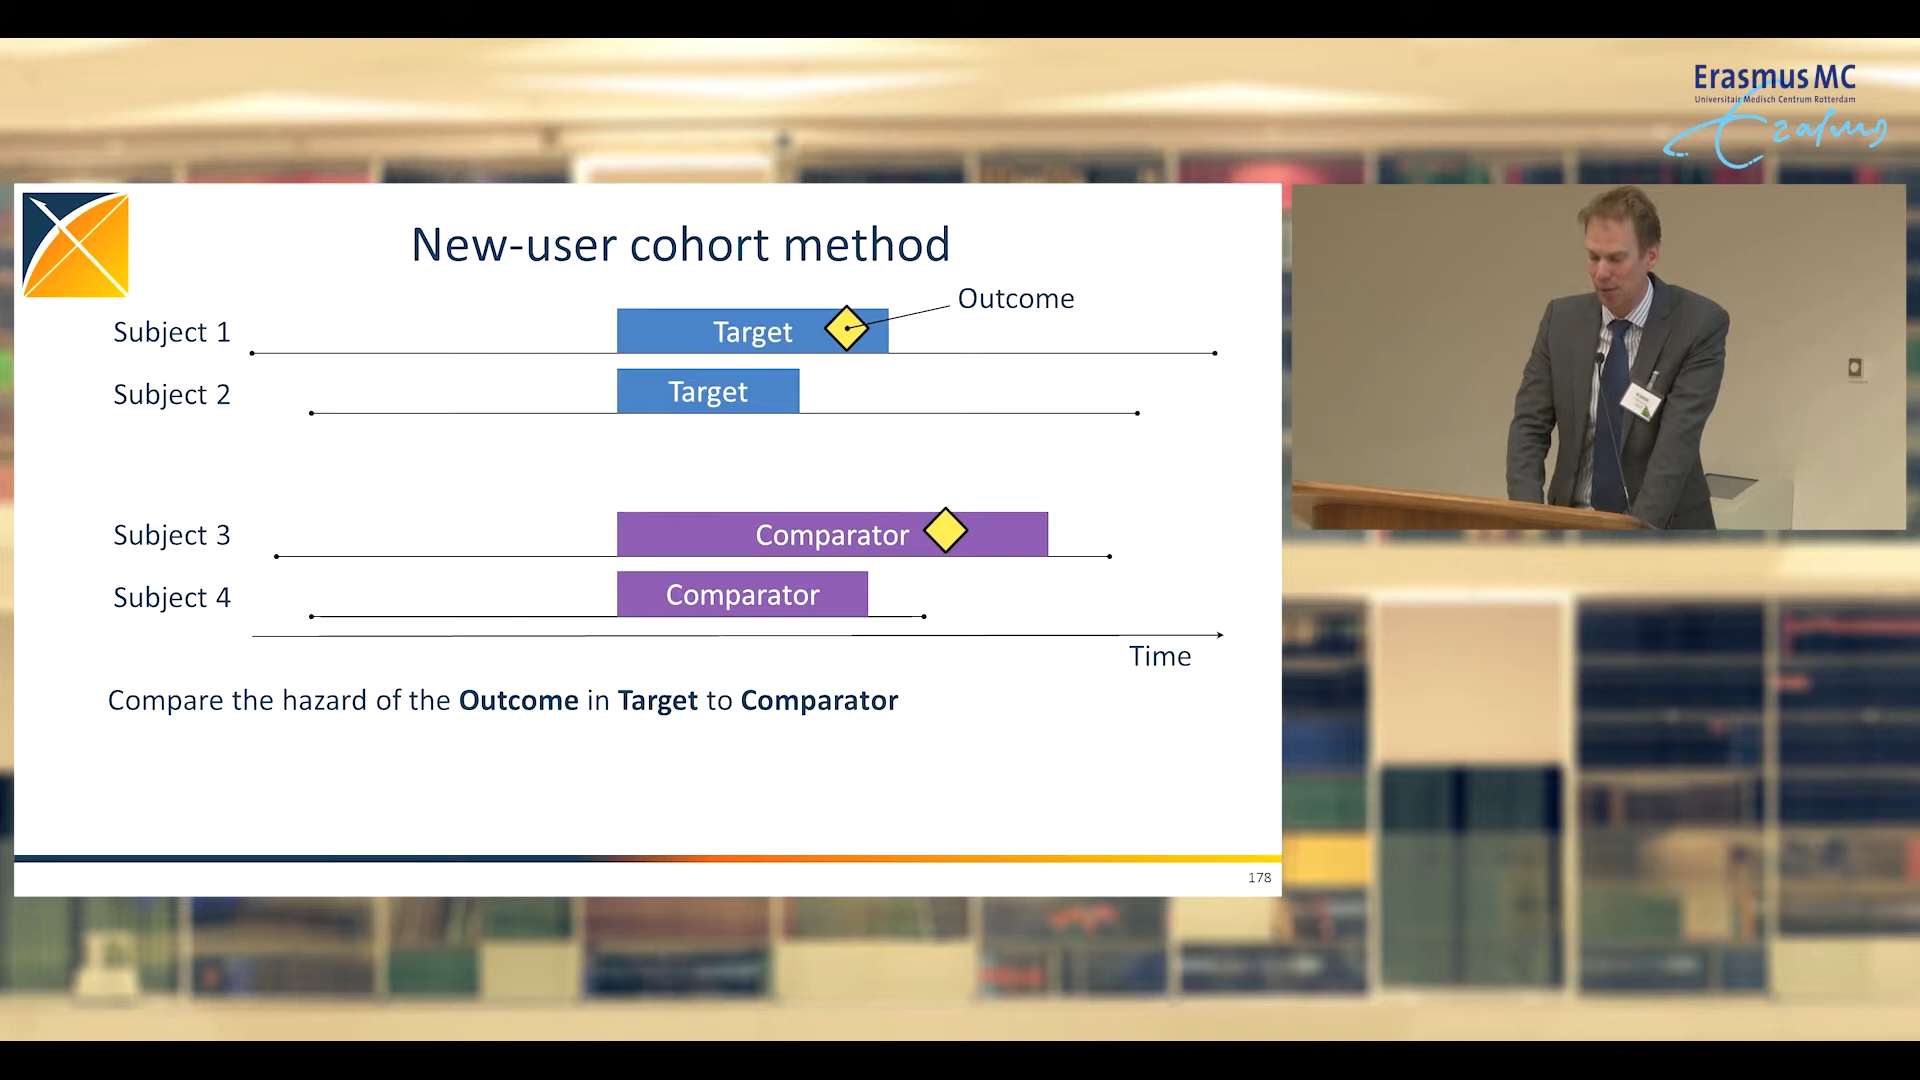 Erasmus MC
Universitair Medisch Centrum Rotterdam
Erasmus
New-user cohort method
Outcome
Subject 1
Target
Subject 2
Target
Subject 3
Comparator
Subject 4
Comparator
Time
Compare the hazard of the Outcome in Target to Comparator
178